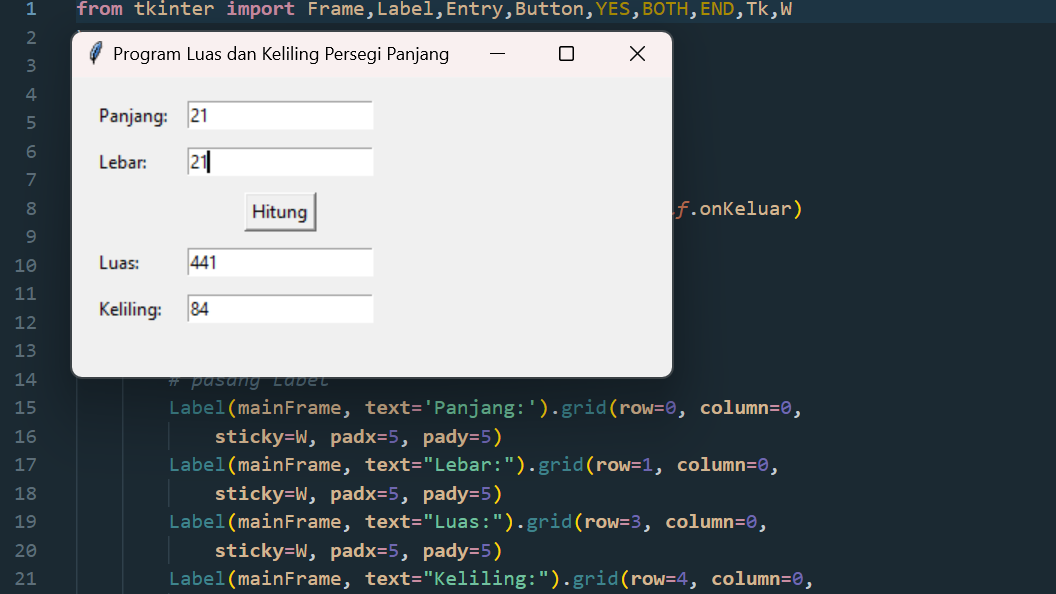 1 from tkinter import Frame,Label,Entry,Button,YES,BOTH,END,Tk,W
2
Program Luas dan Keliling Persegi Panjang
3
4
Panjang: 21
5
6
Lebar: 21
7
8 f.onKeluar)
Hitung
9
10
Luas: 441
11
Keliling: 84
12
13
14 # pasang Label
15 Label(mainFrame, text='Panjang:').grid(row=0, column=0,
16 sticky=W, padx=5, pady=5)
17 Label(mainFrame, text="Lebar:").grid(row=1, column=0,
18 sticky=W, padx=5, pady=5)
19 Label(mainFrame, text="Luas:").grid(row=3, column=0,
20 sticky=W, padx=5, pady=5)
21 Label(mainFrame, text="Keliling:").grid(row=4, column=0,